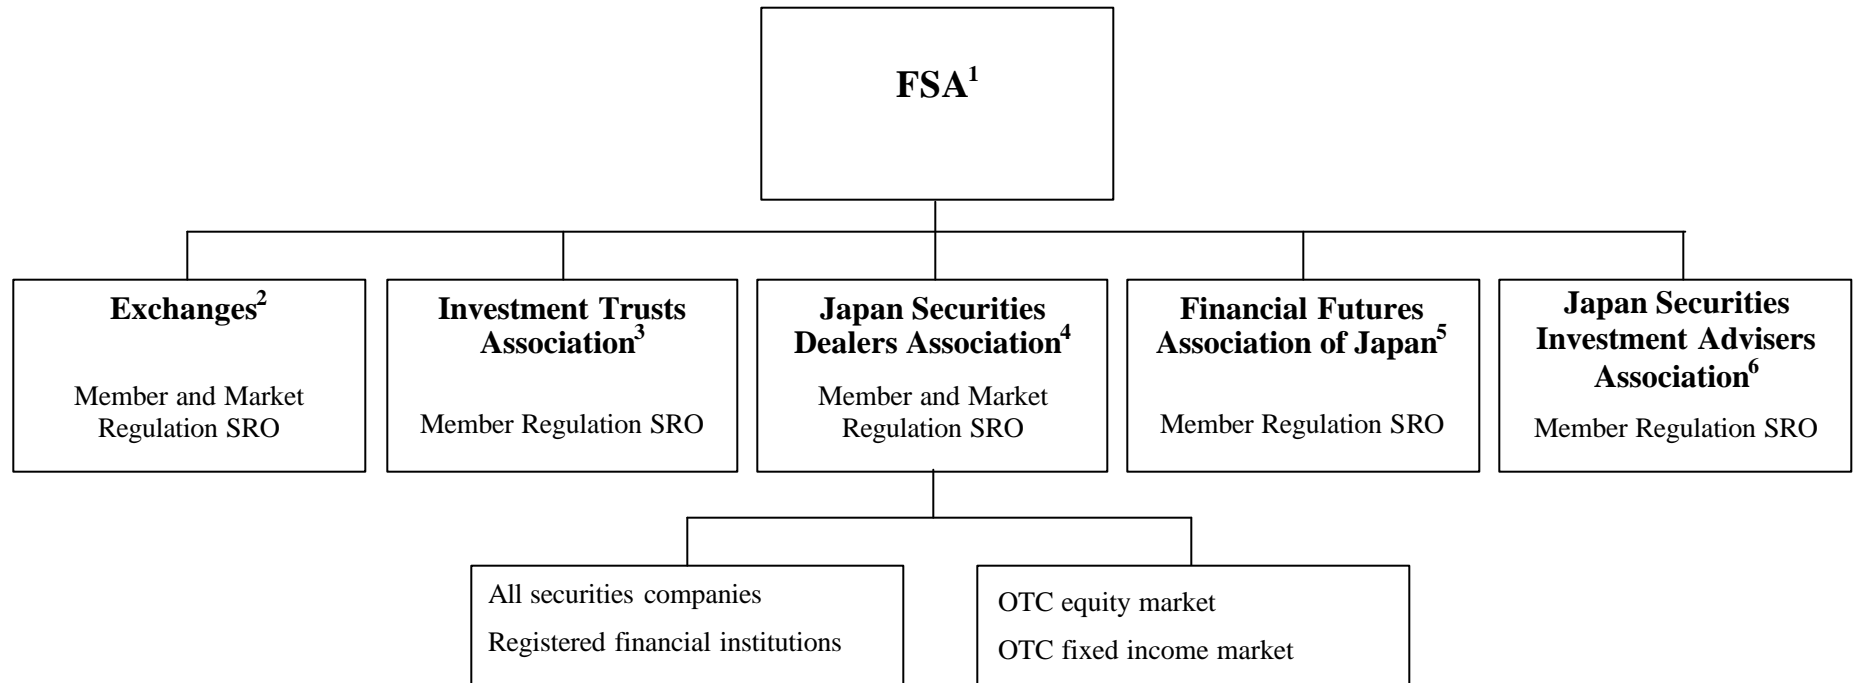 FSA¹
Exchanges²
Member and Market
Regulation SRO
Investment Trusts
Association³
Member Regulation SRO
Japan Securities
Dealers Association⁴
Member and Market
Regulation SRO
Financial Futures
Association of Japan⁵
Member Regulation SRO
Japan Securities
Investment Advisers
Association⁶
Member Regulation SRO
All securities companies
Registered financial institutions
OTC equity market
OTC fixed income market